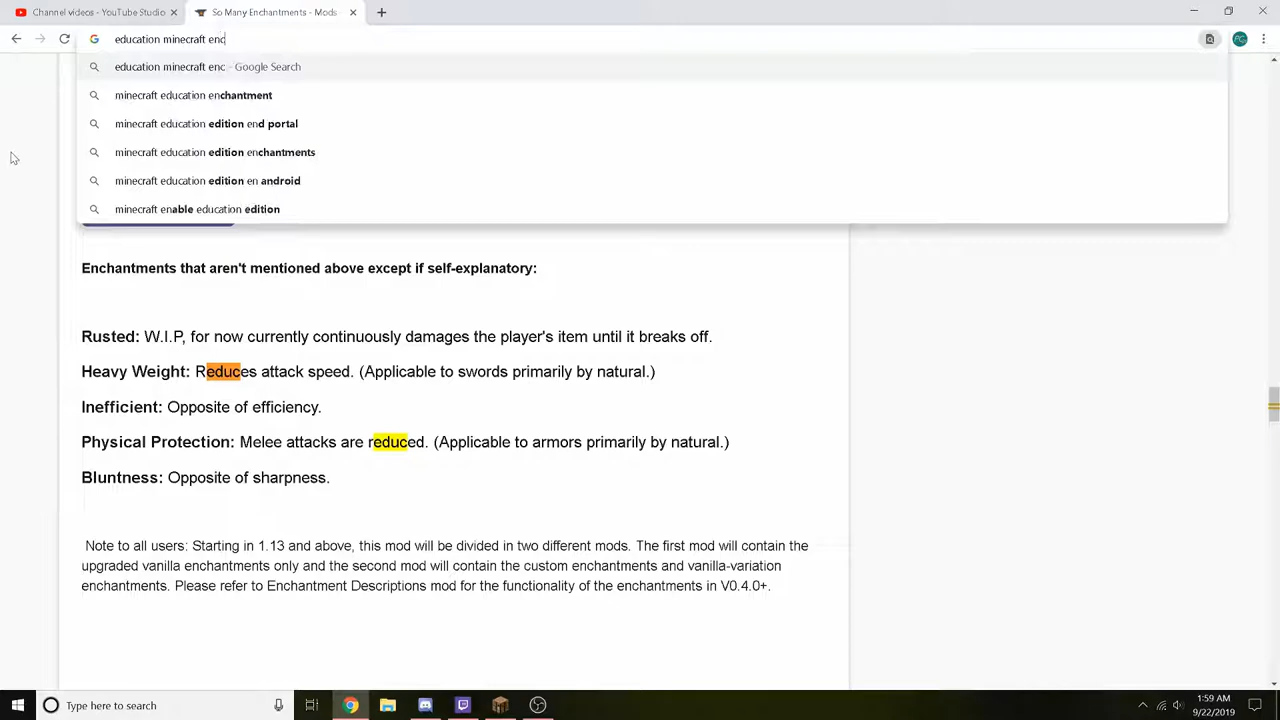 Channel videos - YouTube Studio
So Many Enchantments - Mods
education minecraft enc
education minecraft enc - Google Search
minecraft education enchantment
minecraft education edition end portal
minecraft education edition enchantments
minecraft education edition en android
minecraft enable education edition
Enchantments that aren't mentioned above except if self-explanatory:
Rusted: W.I.P, for now currently continuously damages the player's item until it breaks off.
Heavy Weight: Reduces attack speed. (Applicable to swords primarily by natural.)
Inefficient: Opposite of efficiency.
Physical Protection: Melee attacks are reduced. (Applicable to armors primarily by natural.)
Bluntness: Opposite of sharpness.
Note to all users: Starting in 1.13 and above, this mod will be divided in two different mods. The first mod will contain the
upgraded vanilla enchantments only and the second mod will contain the custom enchantments and vanilla-variation
enchantments. Please refer to Enchantment Descriptions mod for the functionality of the enchantments in V0.4.0+.
Type here to search
1:59 AM
9/22/2019